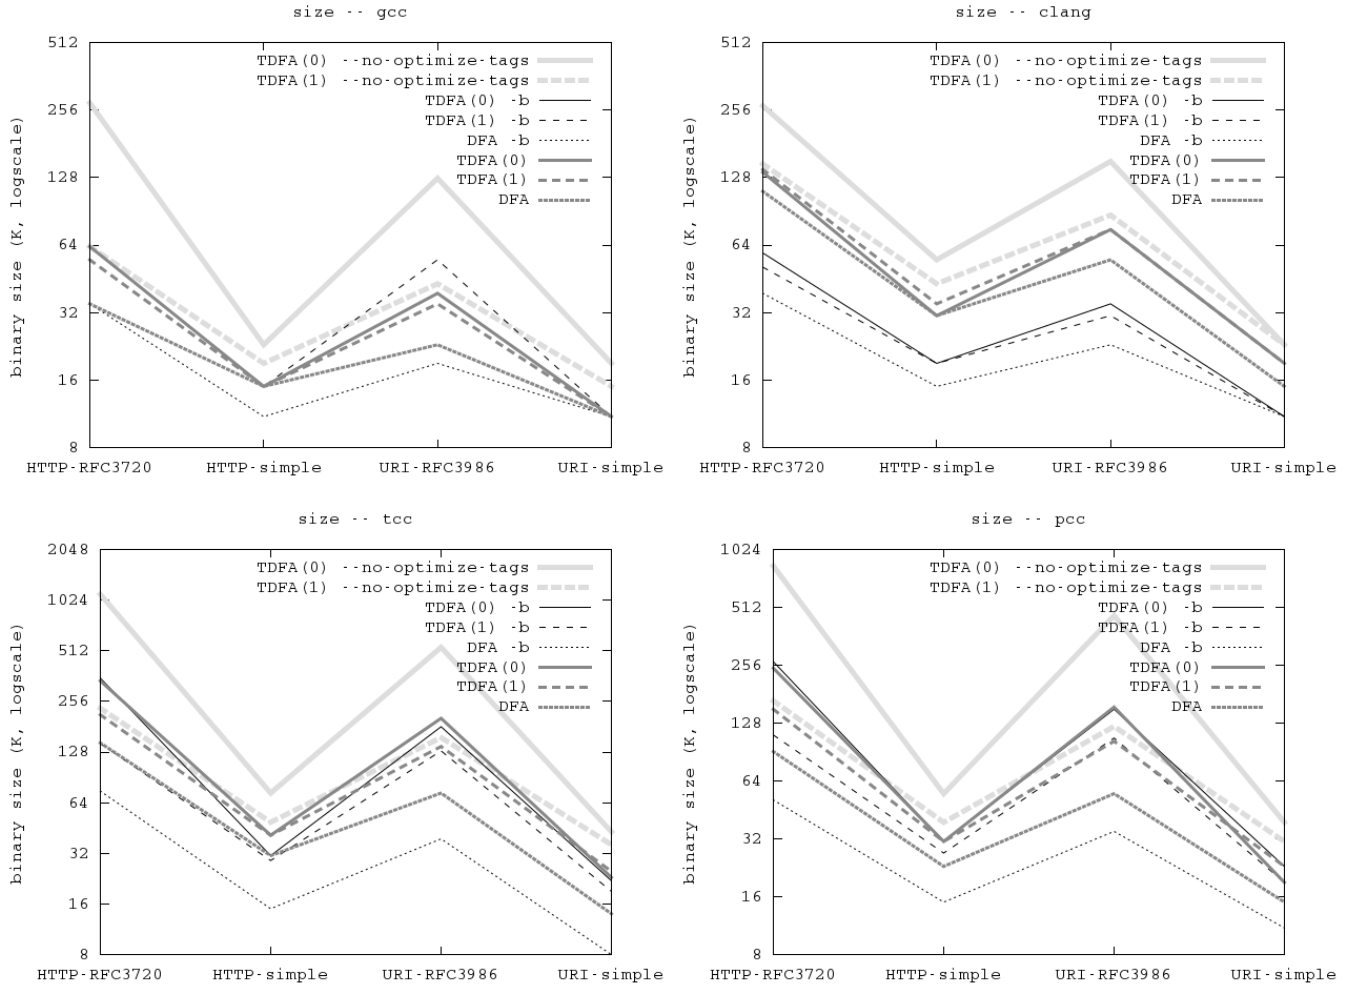 size -- gcc
512
256
128
64
32
16
8
binary size (K, logscale)
TDFA(0) --no-optimize-tags
TDFA(1) --no-optimize-tags
TDFA(0) -b
TDFA(1) -b
DFA -b
TDFA(0)
TDFA(1)
DFA
HTTP-RFC3720 HTTP-simple URI-RFC3986 URI-simple
size -- clang
512
256
128
64
32
16
8
binary size (K, logscale)
TDFA(0) --no-optimize-tags
TDFA(1) --no-optimize-tags
TDFA(0) -b
TDFA(1) -b
DFA -b
TDFA(0)
TDFA(1)
DFA
HTTP-RFC3720 HTTP-simple URI-RFC3986 URI-simple
size -- tcc
2048
1024
512
256
128
64
32
16
8
binary size (K, logscale)
TDFA(0) --no-optimize-tags
TDFA(1) --no-optimize-tags
TDFA(0) -b
TDFA(1) -b
DFA -b
TDFA(0)
TDFA(1)
DFA
HTTP-RFC3720 HTTP-simple URI-RFC3986 URI-simple
size -- pcc
1024
512
256
128
64
32
16
8
binary size (K, logscale)
TDFA(0) --no-optimize-tags
TDFA(1) --no-optimize-tags
TDFA(0) -b
TDFA(1) -b
DFA -b
TDFA(0)
TDFA(1)
DFA
HTTP-RFC3720 HTTP-simple URI-RFC3986 URI-simple